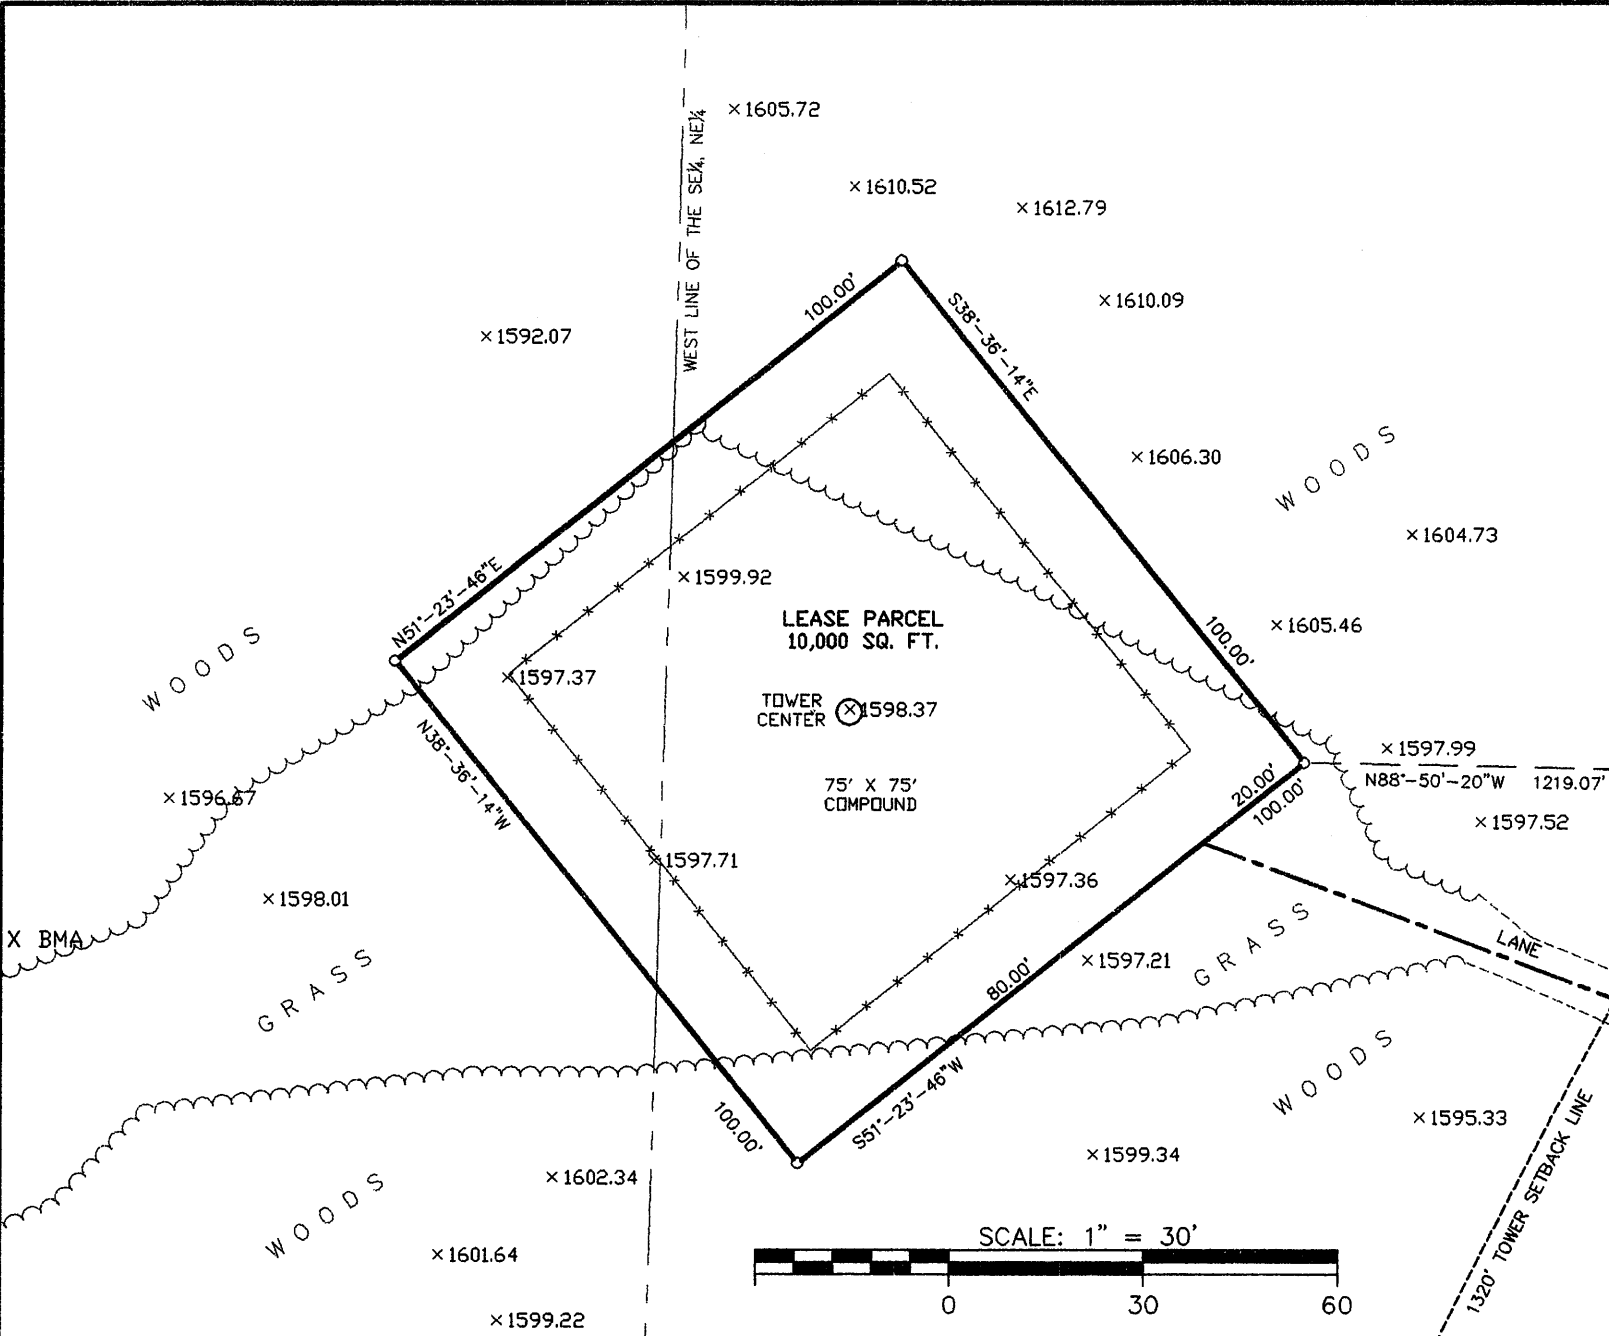 ×1605.72
WEST LINE OF THE SE¼, NE¼
×1610.52
×1612.79
100.00'
S38°-36'-14"E
×1610.09
×1592.07
×1606.30
WOODS
×1604.73
N51°-23'-46"E
×1599.92
LEASE PARCEL
10,000 SQ. FT.
100.00'
×1605.46
WOODS
×1597.37
TOWER
CENTER
×1598.37
N38°-36'-14"W
×1597.99
N88°-50'-20"W 1219.07'
20.00'
100.00'
75' X 75'
COMPOUND
×1596.67
×1597.52
×1597.71
×1597.36
×1598.01
X BMA
GRASS
GRASS
LANE
×1597.21
80.00'
S51°-23'-46"W
WOODS
100.00'
×1595.33
×1599.34
1320' TOWER SETBACK LINE
×1602.34
WOODS
×1601.64
SCALE: 1" = 30'
0 30 60
×1599.22